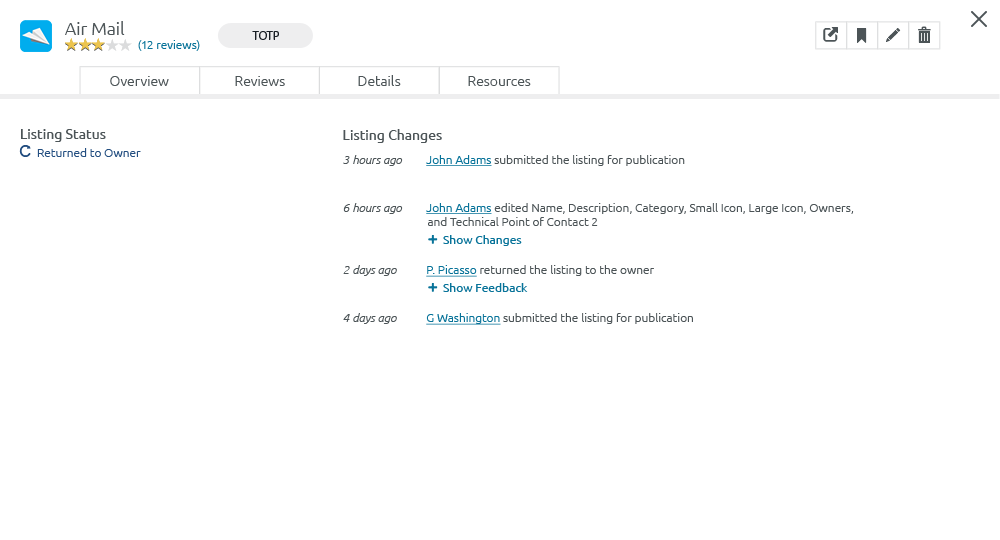 Air Mail
(12 reviews)
TOTP
Overview
Reviews
Details
Resources
Listing Status
Returned to Owner
Listing Changes
3 hours ago John Adams submitted the listing for publication
6 hours ago John Adams edited Name, Description, Category, Small Icon, Large Icon, Owners,
and Technical Point of Contact 2
+ Show Changes
2 days ago P. Picasso returned the listing to the owner
+ Show Feedback
4 days ago G Washington submitted the listing for publication